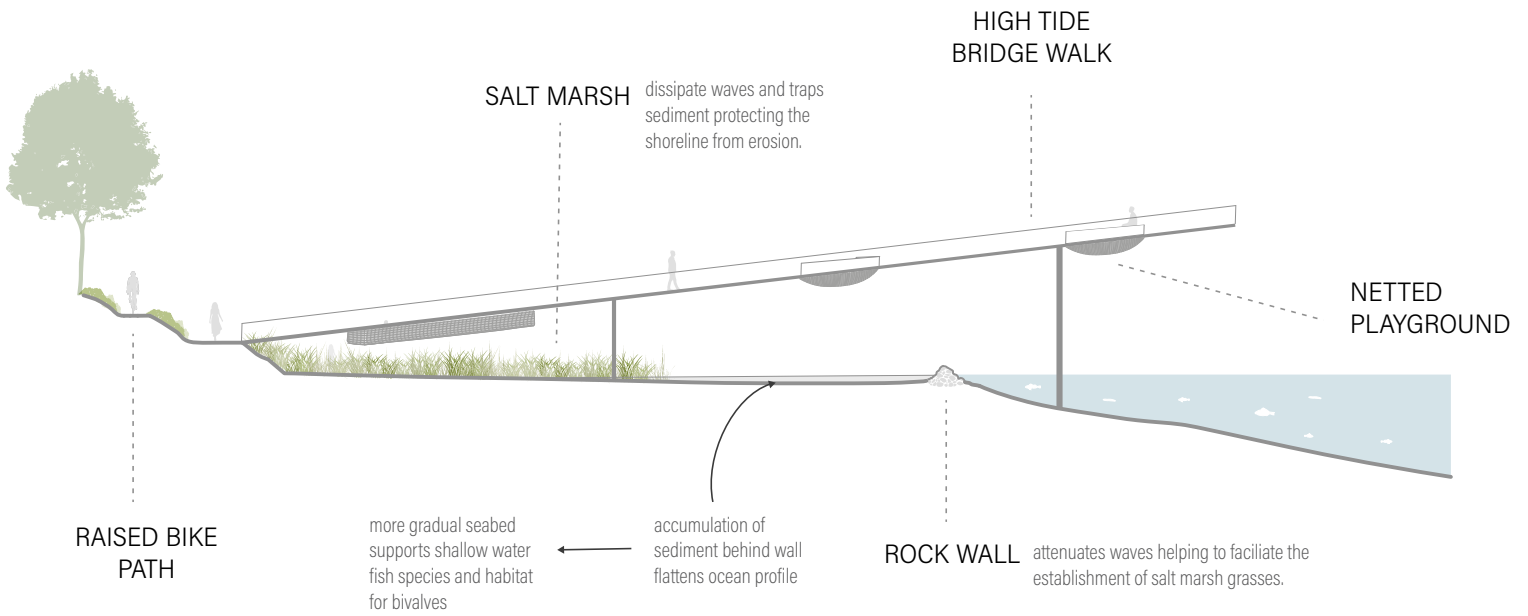 HIGH TIDE
BRIDGE WALK
SALT MARSH
dissipate waves and traps
sediment protecting the
shoreline from erosion.
NETTED
PLAYGROUND
RAISED BIKE
PATH
more gradual seabed
supports shallow water
fish species and habitat
for bivalves
accumulation of
sediment behind wall
flattens ocean profile
ROCK WALL
attenuates waves helping to faciliate the
establishment of salt marsh grasses.